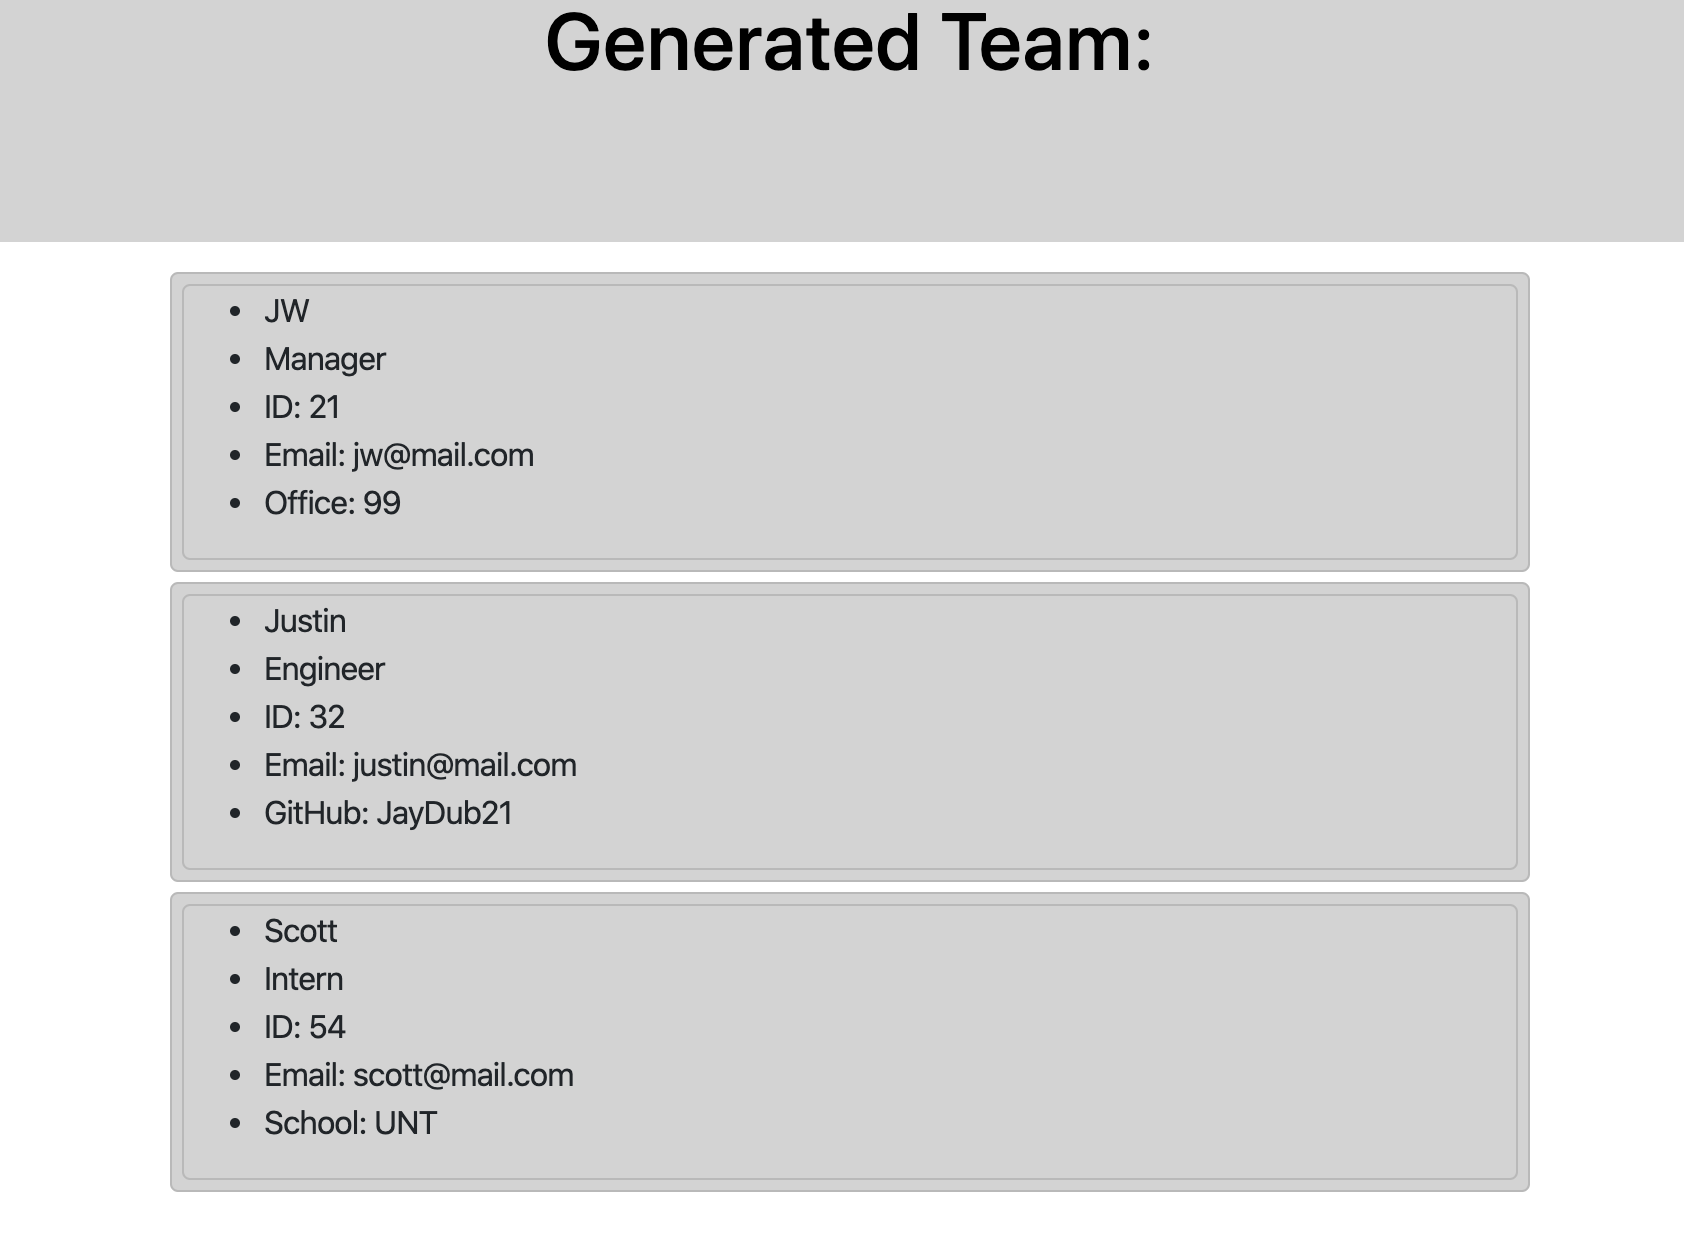 Generated Team:
JW
Manager
ID: 21
Email: jw@mail.com
Office: 99
Justin
Engineer
ID: 32
Email: justin@mail.com
GitHub: JayDub21
Scott
Intern
ID: 54
Email: scott@mail.com
School: UNT